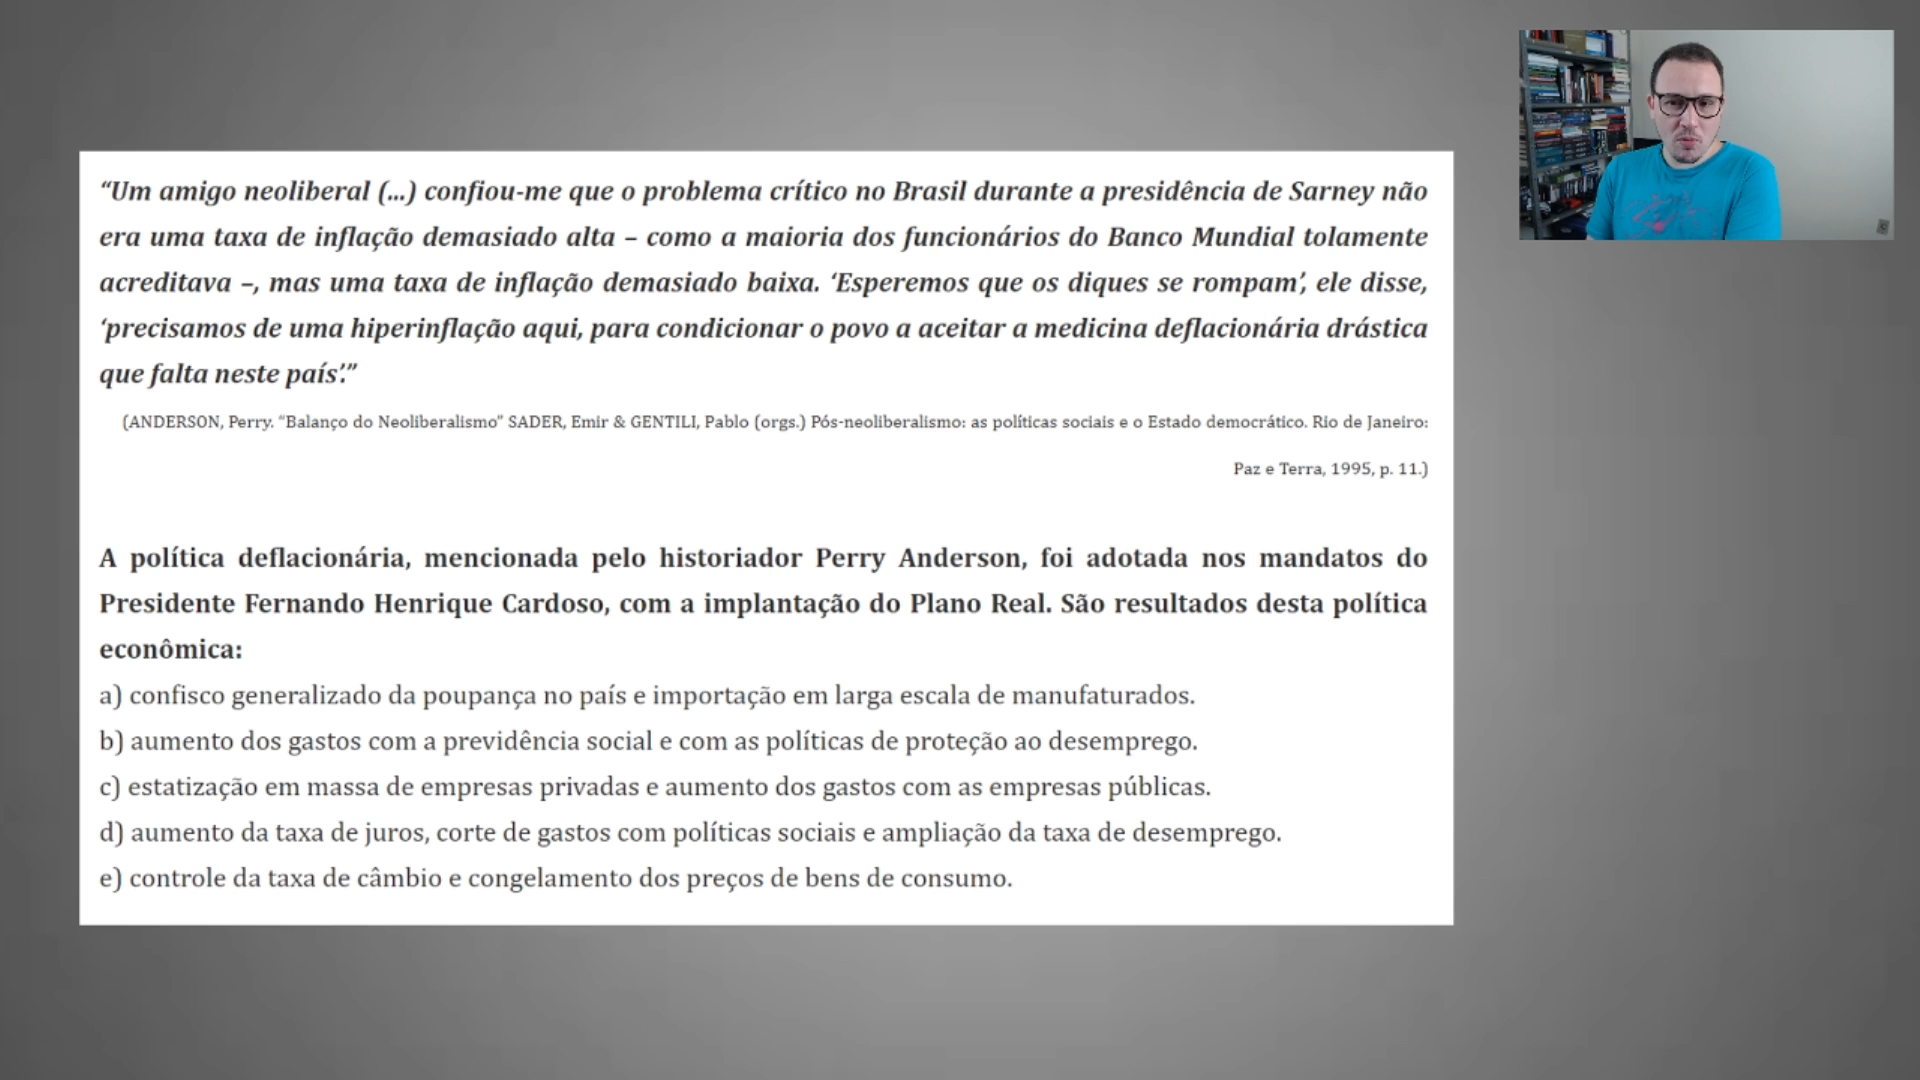 “Um amigo neoliberal (...) confiou-me que o problema crítico no Brasil durante a presidência de Sarney não
era uma taxa de inflação demasiado alta – como a maioria dos funcionários do Banco Mundial tolamente
acreditava –, mas uma taxa de inflação demasiado baixa. ‘Esperemos que os diques se rompam’, ele disse,
‘precisamos de uma hiperinflação aqui, para condicionar o povo a aceitar a medicina deflacionária drástica
que falta neste país’.”
(ANDERSON, Perry. “Balanço do Neoliberalismo” SADER, Emir & GENTILI, Pablo (orgs.) Pós-neoliberalismo: as políticas sociais e o Estado democrático. Rio de Janeiro:
Paz e Terra, 1995, p. 11.)
A política deflacionária, mencionada pelo historiador Perry Anderson, foi adotada nos mandatos do
Presidente Fernando Henrique Cardoso, com a implantação do Plano Real. São resultados desta política
econômica:
a) confisco generalizado da poupança no país e importação em larga escala de manufaturados.
b) aumento dos gastos com a previdência social e com as políticas de proteção ao desemprego.
c) estatização em massa de empresas privadas e aumento dos gastos com as empresas públicas.
d) aumento da taxa de juros, corte de gastos com políticas sociais e ampliação da taxa de desemprego.
e) controle da taxa de câmbio e congelamento dos preços de bens de consumo.